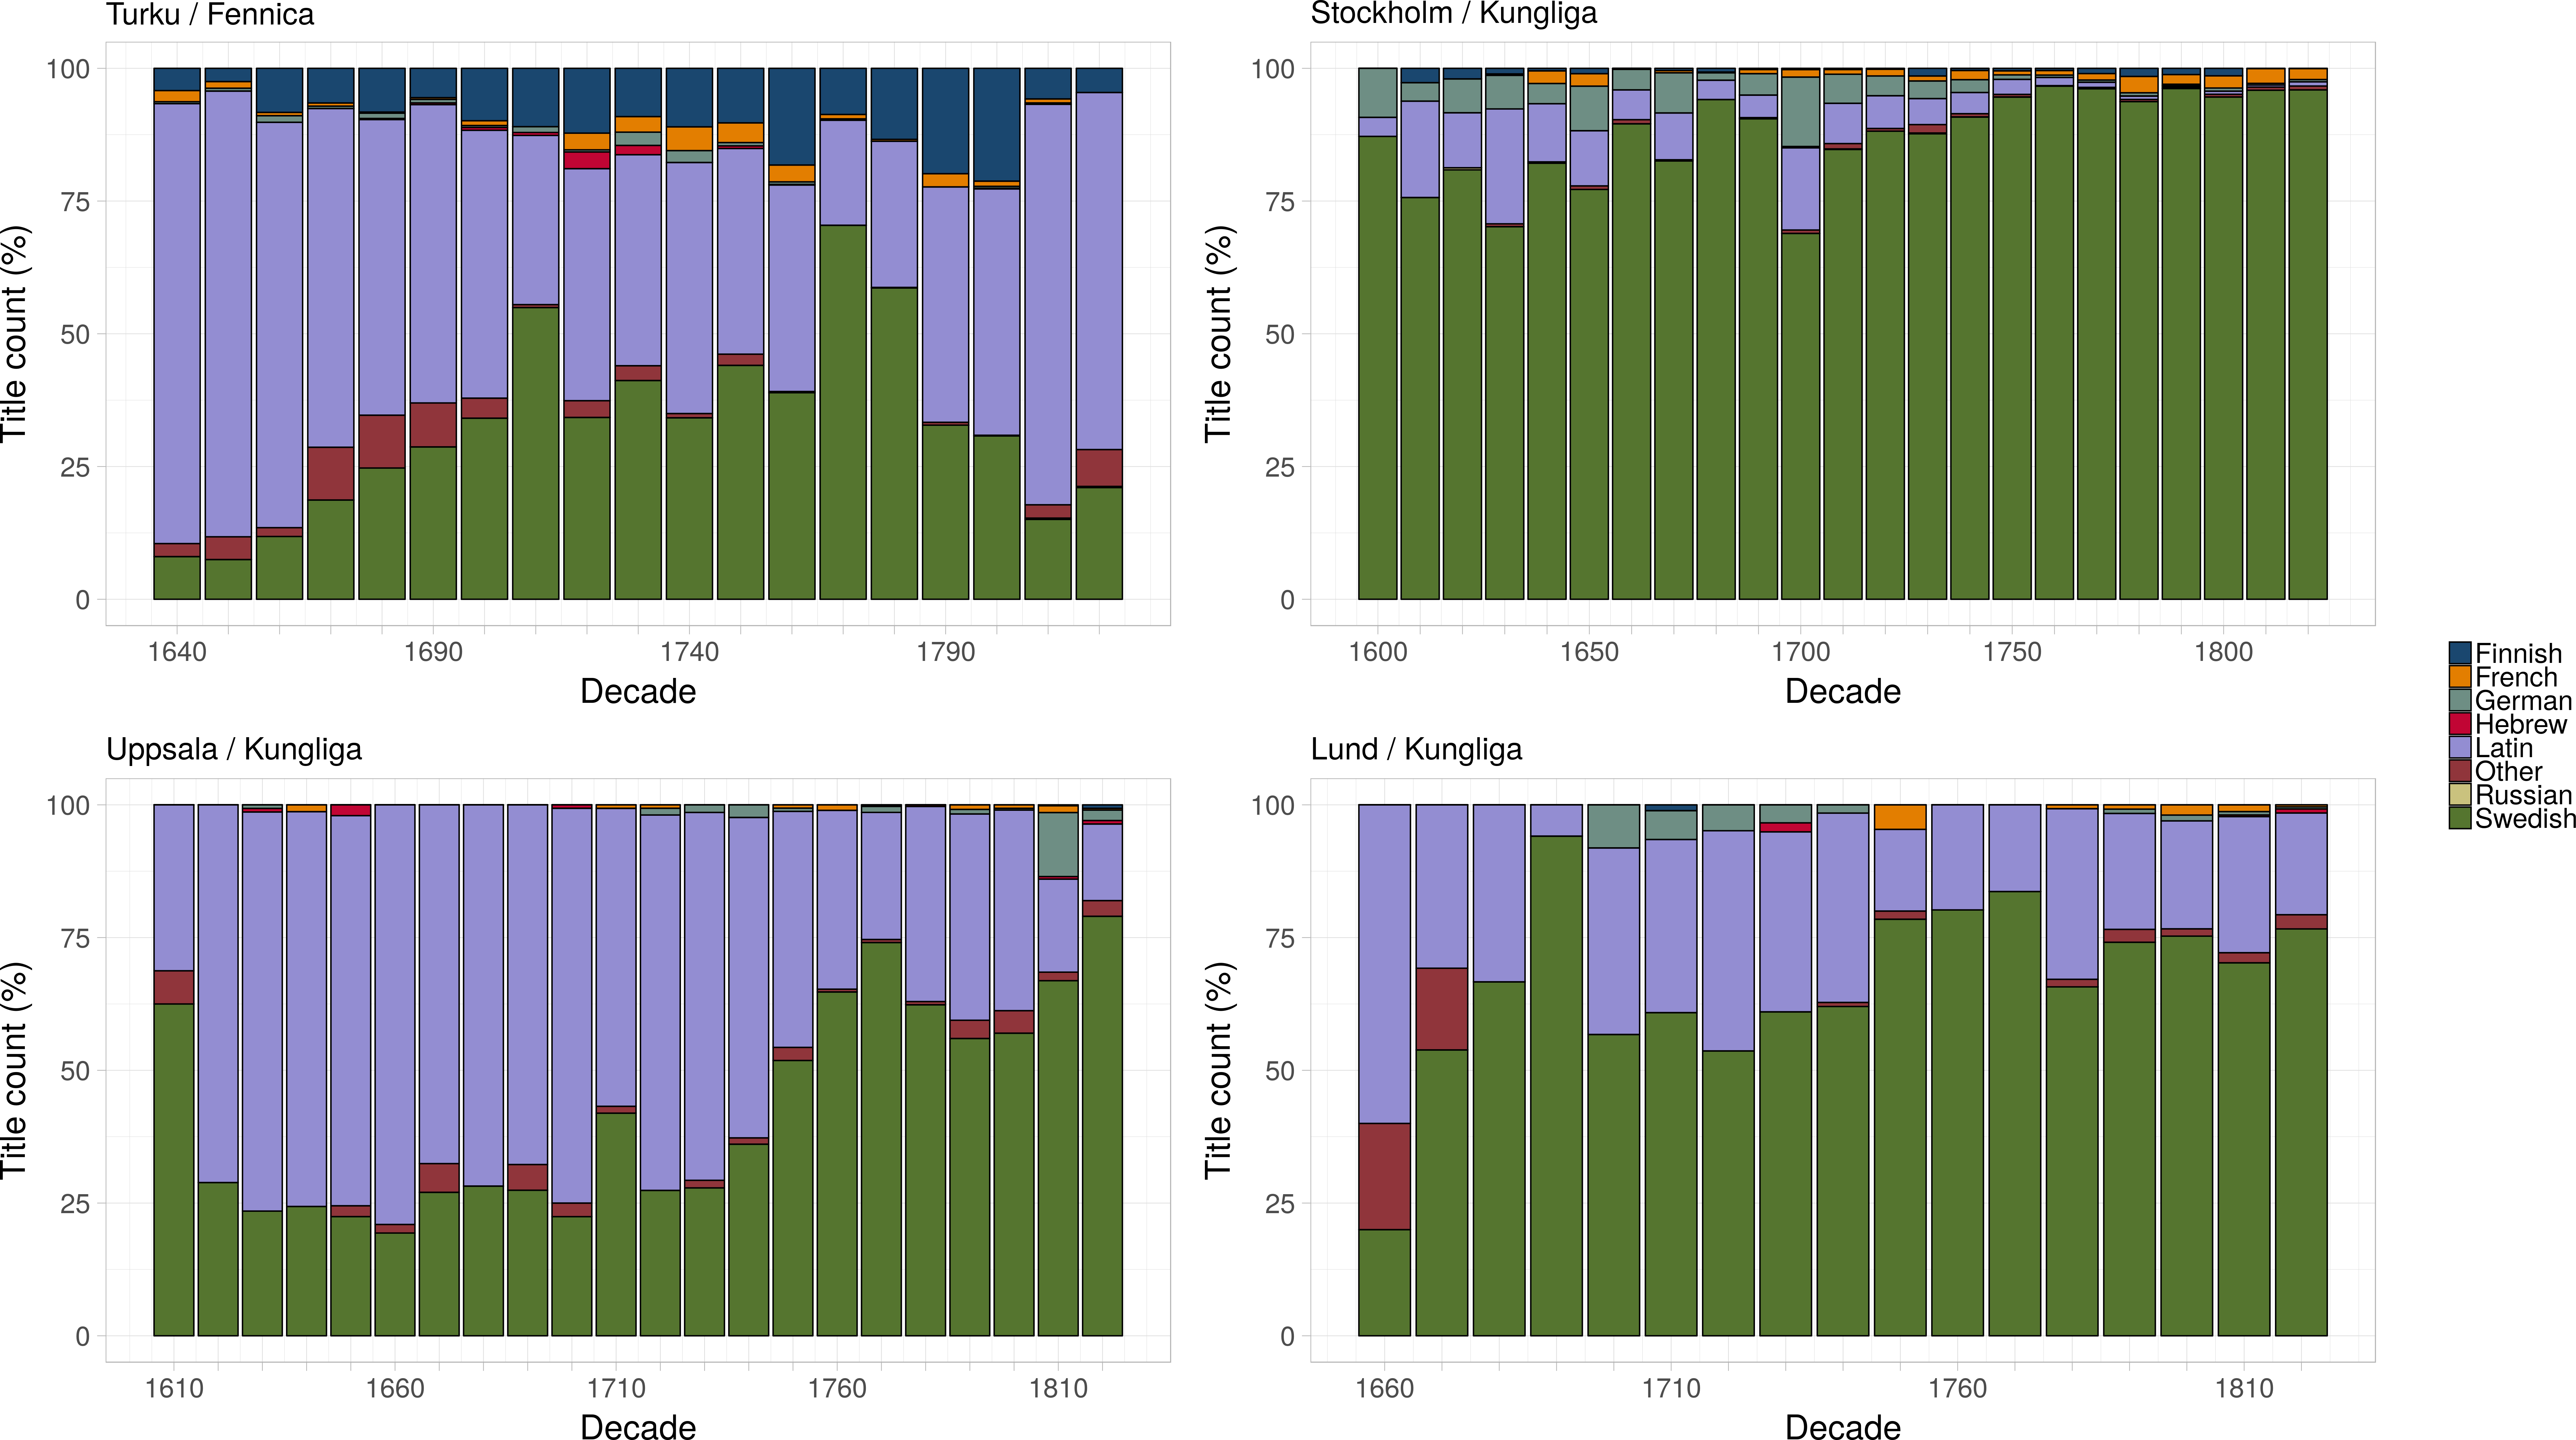 Turku / Fennica
Title count (%)
100
75
50
25
0
1640 1690 1740 1790
Decade
Stockholm / Kungliga
Title count (%)
100
75
50
25
0
1600 1650 1700 1750 1800
Decade
Uppsala / Kungliga
Title count (%)
100
75
50
25
0
1610 1660 1710 1760 1810
Decade
Lund / Kungliga
Title count (%)
100
75
50
25
0
1660 1710 1760 1810
Decade
Finnish
French
German
Hebrew
Latin
Other
Russian
Swedish